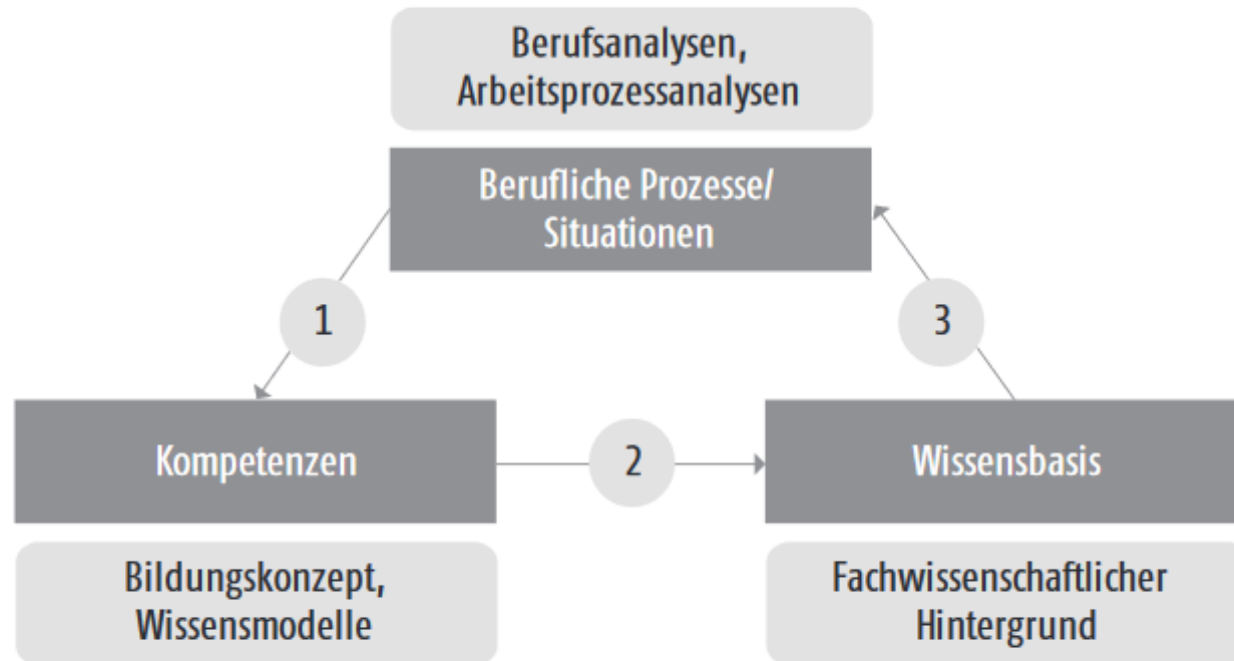 Berufsanalysen,
Arbeitsprozessanalysen
Berufliche Prozesse/
Situationen
1
3
Kompetenzen
2
Wissensbasis
Bildungskonzept,
Wissensmodelle
Fachwissenschaftlicher
Hintergrund